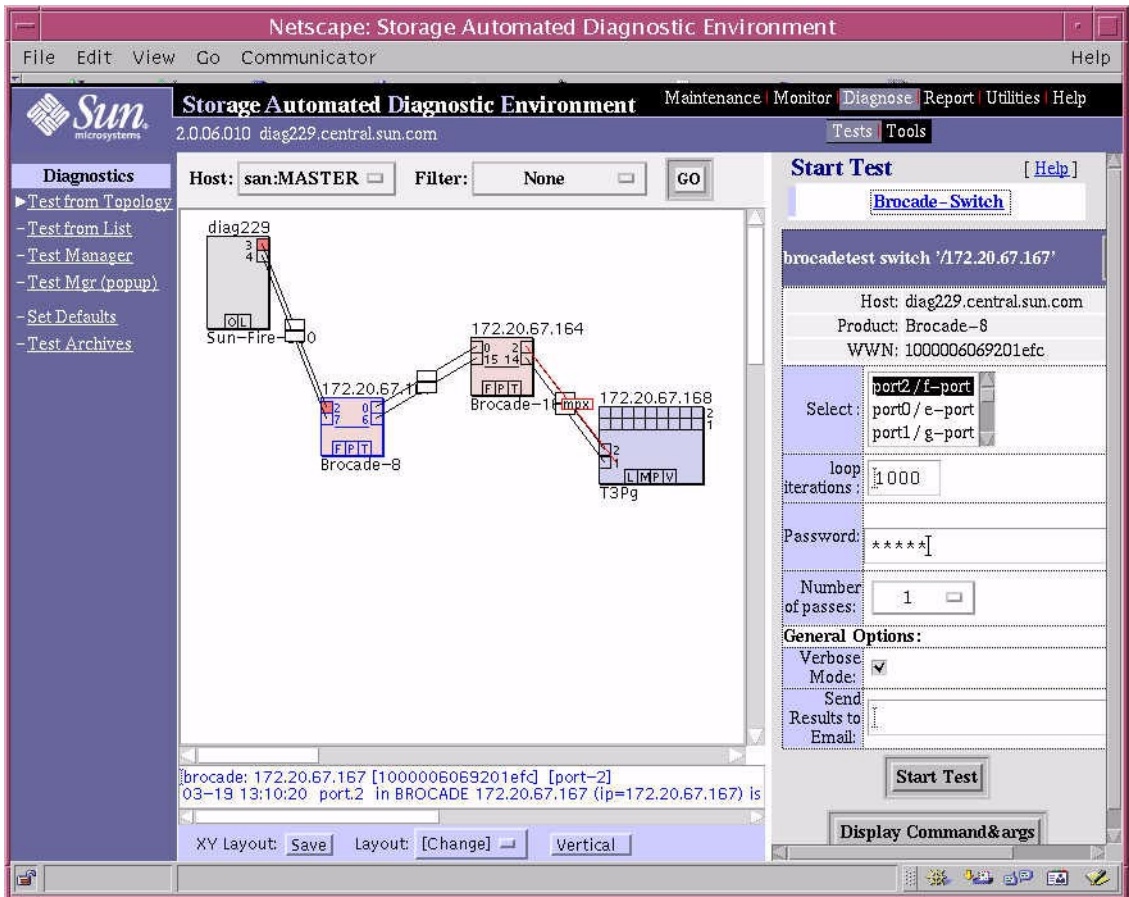 Netscape: Storage Automated Diagnostic Environment
File Edit View Go Communicator Help
Sun microsystems
Storage Automated Diagnostic Environment
Maintenance | Monitor | Diagnose | Report | Utilities | Help
2.0.06.010 diag229.central.sun.com
Tests | Tools
Diagnostics
Test from Topology
- Test from List
- Test Manager
- Test Mgr (popup)
- Set Defaults
- Test Archives
Host: san:MASTER Filter: None GO
diag229
3
4
O L
Sun-Fire-
0
172.20.67.164
0 2
15 14
F P T
Brocade-1
mpx
172.20.67.1
2 0
7 6
F P T
Brocade-8
172.20.67.168
2
1
2
1
L M P V
T3Pg
brocade: 172.20.67.167 [1000006069201efc] [port-2]
03-19 13:10:20 port.2 in BROCADE 172.20.67.167 (ip=172.20.67.167) is
XY Layout: Save Layout: [Change] Vertical
Start Test [ Help ]
Brocade-Switch
brocadetest switch '/172.20.67.167'
Host: diag229.central.sun.com
Product: Brocade-8
WWN: 1000006069201efc
Select:
port2 / f-port
port0 / e-port
port1 / g-port
loop iterations : 1000
Password: *****
Number of passes: 1
General Options:
Verbose Mode:
Send Results to Email:
Start Test
Display Command&args